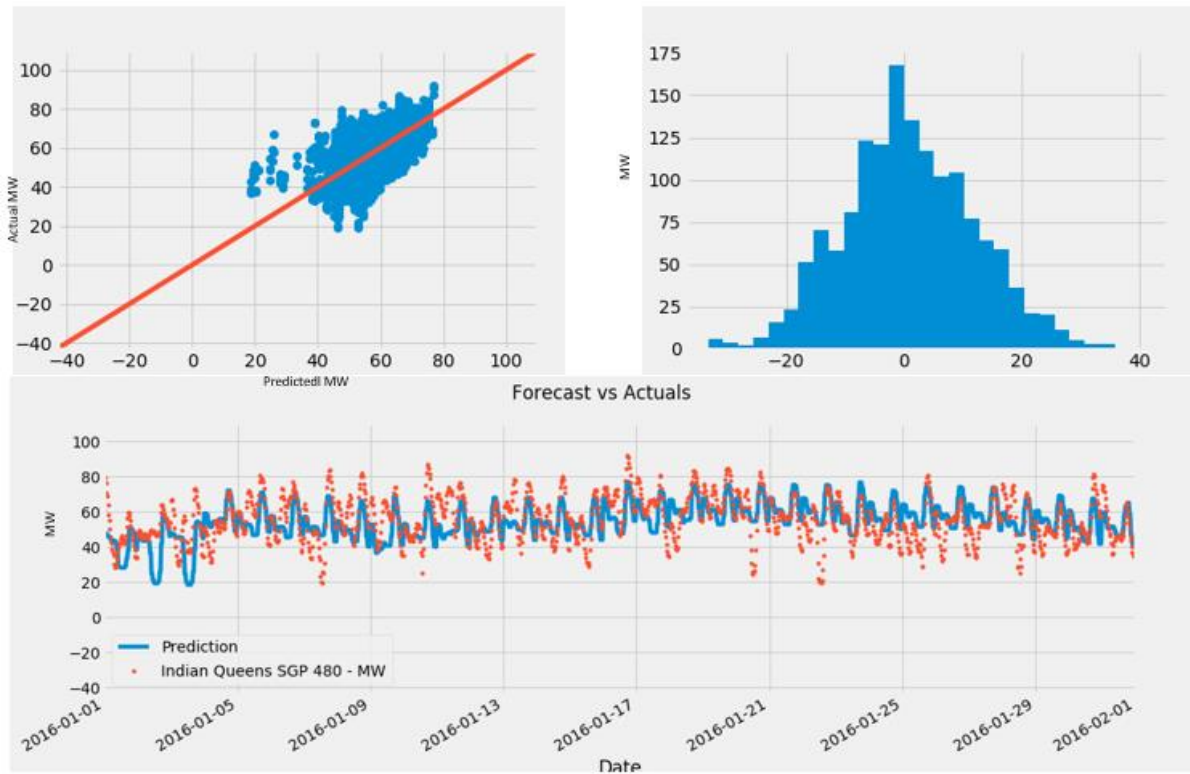 100
80
60
40
20
0
−20
−40
Actual MW
−40 −20 0 20 40 60 80 100
Predictedl MW
175
150
125
100
75
50
25
0
MW
−20 0 20 40
Forecast vs Actuals
100
80
60
40
20
0
−20
−40
MW
Prediction
Indian Queens SGP 480 - MW
2016-01-01 2016-01-05 2016-01-09 2016-01-13 2016-01-17 2016-01-21 2016-01-25 2016-01-29 2016-02-01
Date